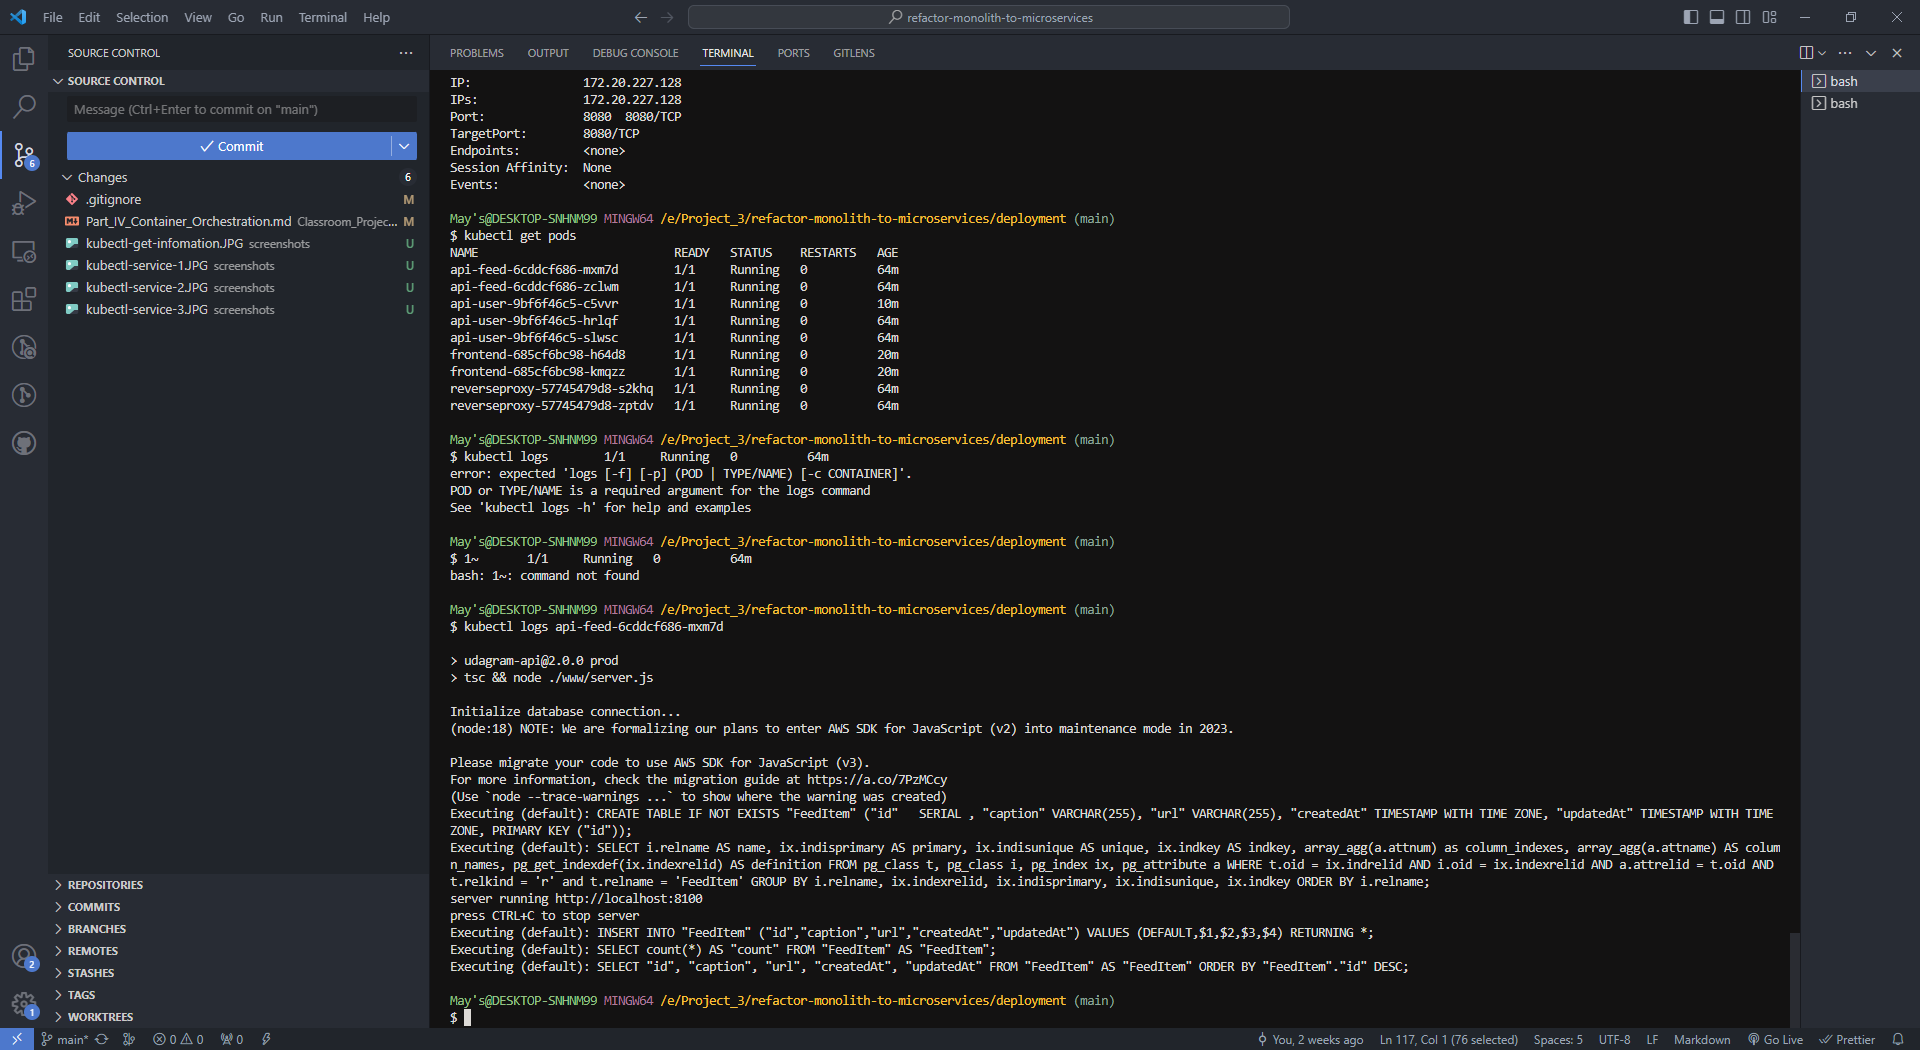 File Edit Selection View Go Run Terminal Help
refactor-monolith-to-microservices
SOURCE CONTROL
SOURCE CONTROL
Message (Ctrl+Enter to commit on "main")
Commit
Changes 6
.gitignore M
Part_IV_Container_Orchestration.md Classroom_Projec... M
kubectl-get-infomation.JPG screenshots U
kubectl-service-1.JPG screenshots U
kubectl-service-2.JPG screenshots U
kubectl-service-3.JPG screenshots U
REPOSITORIES
COMMITS
BRANCHES
REMOTES
STASHES
TAGS
WORKTREES
6
2
1
PROBLEMS OUTPUT DEBUG CONSOLE TERMINAL PORTS GITLENS
IP: 172.20.227.128
IPs: 172.20.227.128
Port: 8080 8080/TCP
TargetPort: 8080/TCP
Endpoints: <none>
Session Affinity: None
Events: <none>
May's@DESKTOP-SNHNM99 MINGW64 /e/Project_3/refactor-monolith-to-microservices/deployment (main)
$ kubectl get pods
NAME READY STATUS RESTARTS AGE
api-feed-6cddcf686-mxm7d 1/1 Running 0 64m
api-feed-6cddcf686-zclwm 1/1 Running 0 64m
api-user-9bf6f46c5-c5vvr 1/1 Running 0 10m
api-user-9bf6f46c5-hrlqf 1/1 Running 0 64m
api-user-9bf6f46c5-slwsc 1/1 Running 0 64m
frontend-685cf6bc98-h64d8 1/1 Running 0 20m
frontend-685cf6bc98-kmqzz 1/1 Running 0 20m
reverseproxy-57745479d8-s2khq 1/1 Running 0 64m
reverseproxy-57745479d8-zptdv 1/1 Running 0 64m
May's@DESKTOP-SNHNM99 MINGW64 /e/Project_3/refactor-monolith-to-microservices/deployment (main)
$ kubectl logs 1/1 Running 0 64m
error: expected 'logs [-f] [-p] (POD | TYPE/NAME) [-c CONTAINER]'.
POD or TYPE/NAME is a required argument for the logs command
See 'kubectl logs -h' for help and examples
May's@DESKTOP-SNHNM99 MINGW64 /e/Project_3/refactor-monolith-to-microservices/deployment (main)
$ 1~ 1/1 Running 0 64m
bash: 1~: command not found
May's@DESKTOP-SNHNM99 MINGW64 /e/Project_3/refactor-monolith-to-microservices/deployment (main)
$ kubectl logs api-feed-6cddcf686-mxm7d
> udagram-api@2.0.0 prod
> tsc && node ./www/server.js
Initialize database connection...
(node:18) NOTE: We are formalizing our plans to enter AWS SDK for JavaScript (v2) into maintenance mode in 2023.
Please migrate your code to use AWS SDK for JavaScript (v3).
For more information, check the migration guide at https://a.co/7PzMCcy
(Use `node --trace-warnings ...` to show where the warning was created)
Executing (default): CREATE TABLE IF NOT EXISTS "FeedItem" ("id" SERIAL , "caption" VARCHAR(255), "url" VARCHAR(255), "createdAt" TIMESTAMP WITH TIME ZONE, "updatedAt" TIMESTAMP WITH TIME
ZONE, PRIMARY KEY ("id"));
Executing (default): SELECT i.relname AS name, ix.indisprimary AS primary, ix.indisunique AS unique, ix.indkey AS indkey, array_agg(a.attnum) as column_indexes, array_agg(a.attname) AS colum
n_names, pg_get_indexdef(ix.indexrelid) AS definition FROM pg_class t, pg_class i, pg_index ix, pg_attribute a WHERE t.oid = ix.indrelid AND i.oid = ix.indexrelid AND a.attrelid = t.oid AND
t.relkind = 'r' and t.relname = 'FeedItem' GROUP BY i.relname, ix.indexrelid, ix.indisprimary, ix.indisunique, ix.indkey ORDER BY i.relname;
server running http://localhost:8100
press CTRL+C to stop server
Executing (default): INSERT INTO "FeedItem" ("id","caption","url","createdAt","updatedAt") VALUES (DEFAULT,$1,$2,$3,$4) RETURNING *;
Executing (default): SELECT count(*) AS "count" FROM "FeedItem" AS "FeedItem";
Executing (default): SELECT "id", "caption", "url", "createdAt", "updatedAt" FROM "FeedItem" AS "FeedItem" ORDER BY "FeedItem"."id" DESC;
May's@DESKTOP-SNHNM99 MINGW64 /e/Project_3/refactor-monolith-to-microservices/deployment (main)
$
bash
bash
main* 0 0 0 You, 2 weeks ago Ln 117, Col 1 (76 selected) Spaces: 5 UTF-8 LF Markdown Go Live Prettier